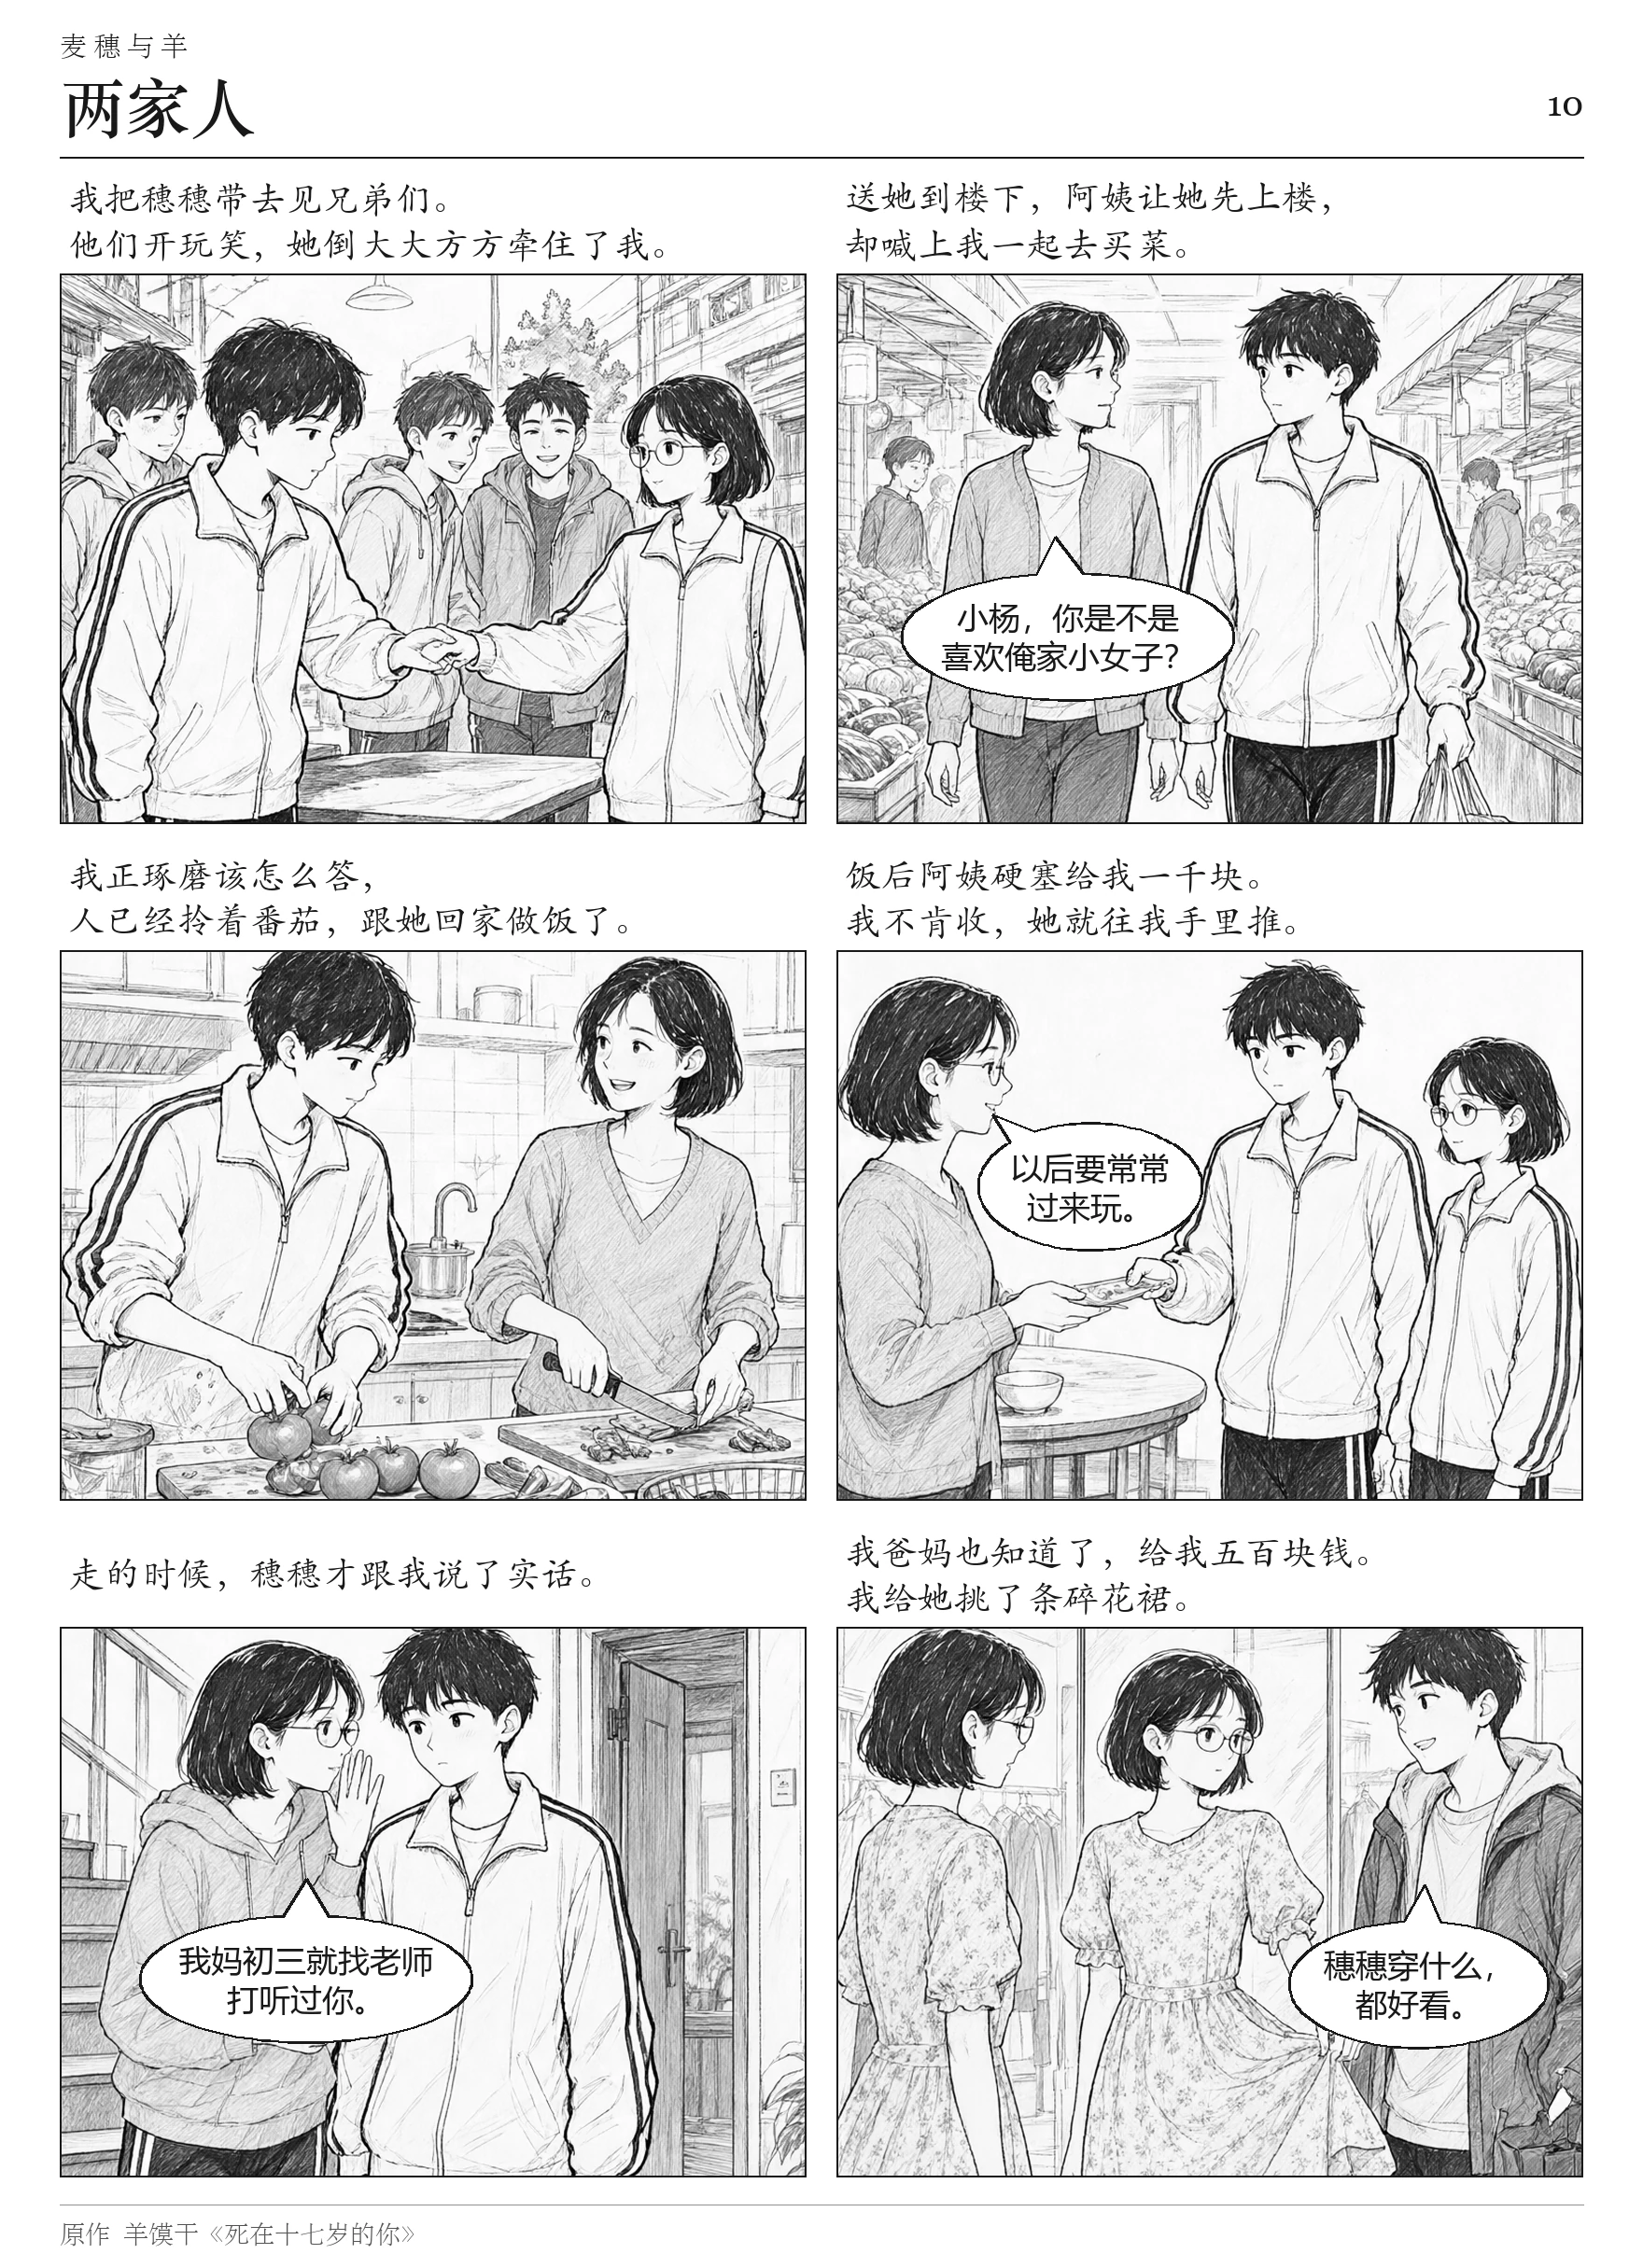 麦穗与羊
两家人
10
我把穗穗带去见兄弟们。
他们开玩笑，她倒大大方方牵住了我。
送她到楼下，阿姨让她先上楼，
却喊上我一起去买菜。
小杨，你是不是
喜欢俺家小女子？
我正琢磨该怎么答，
人已经拎着番茄，跟她回家做饭了。
饭后阿姨硬塞给我一千块。
我不肯收，她就往我手里推。
以后要常常
过来玩。
走的时候，穗穗才跟我说了实话。
我妈初三就找老师
打听过你。
我爸妈也知道了，给我五百块钱。
我给她挑了条碎花裙。
穗穗穿什么，
都好看。
原作 羊馍干《死在十七岁的你》